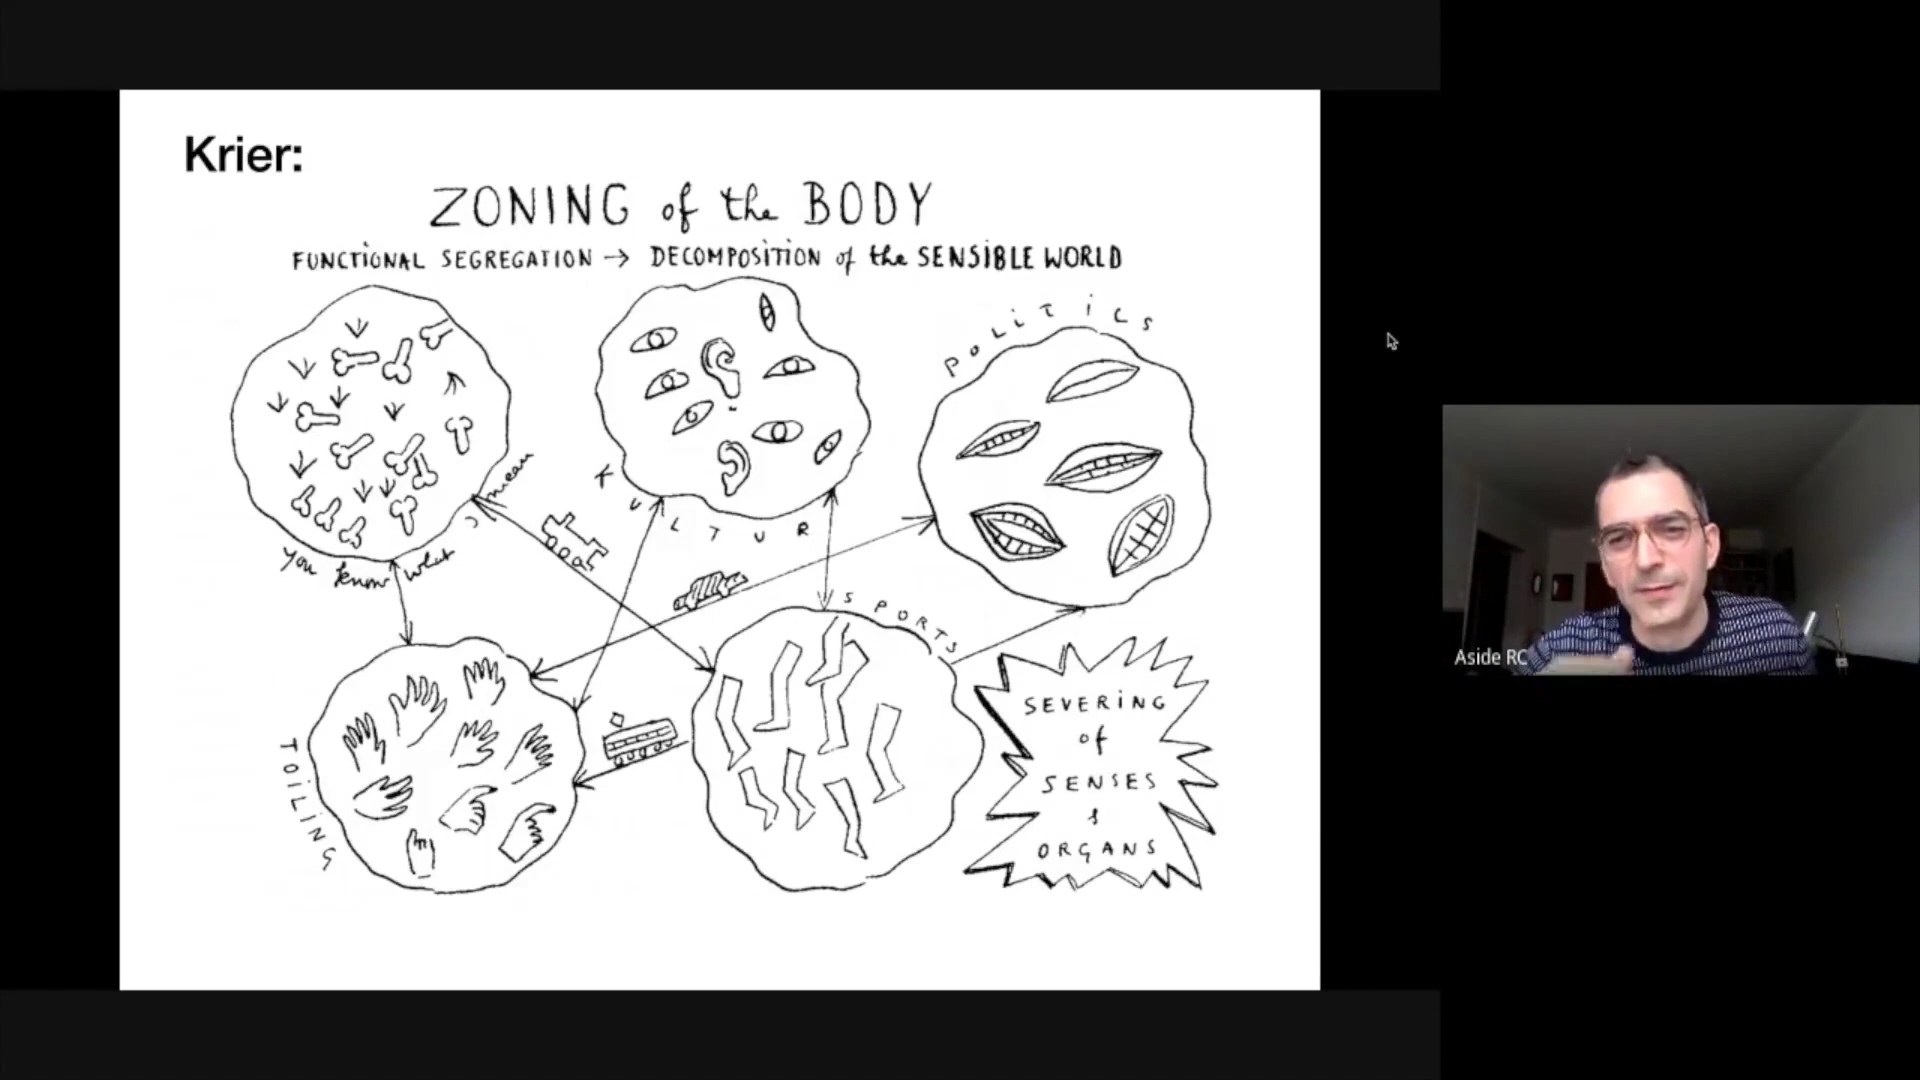 Krier:
ZONING of the BODY
FUNCTIONAL SEGREGATION → DECOMPOSITION of the SENSIBLE WORLD
POLITICS
KULTUR
you know what I mean
SPORTS
TOILING
SEVERING
of
SENSES
&
ORGANS
Aside RC